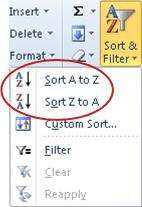 Insert
Delete
Format
Σ
Sort &
Filter
A
Z
Sort A to Z
Z
A
Sort Z to A
Custom Sort...
Filter
Clear
Reapply